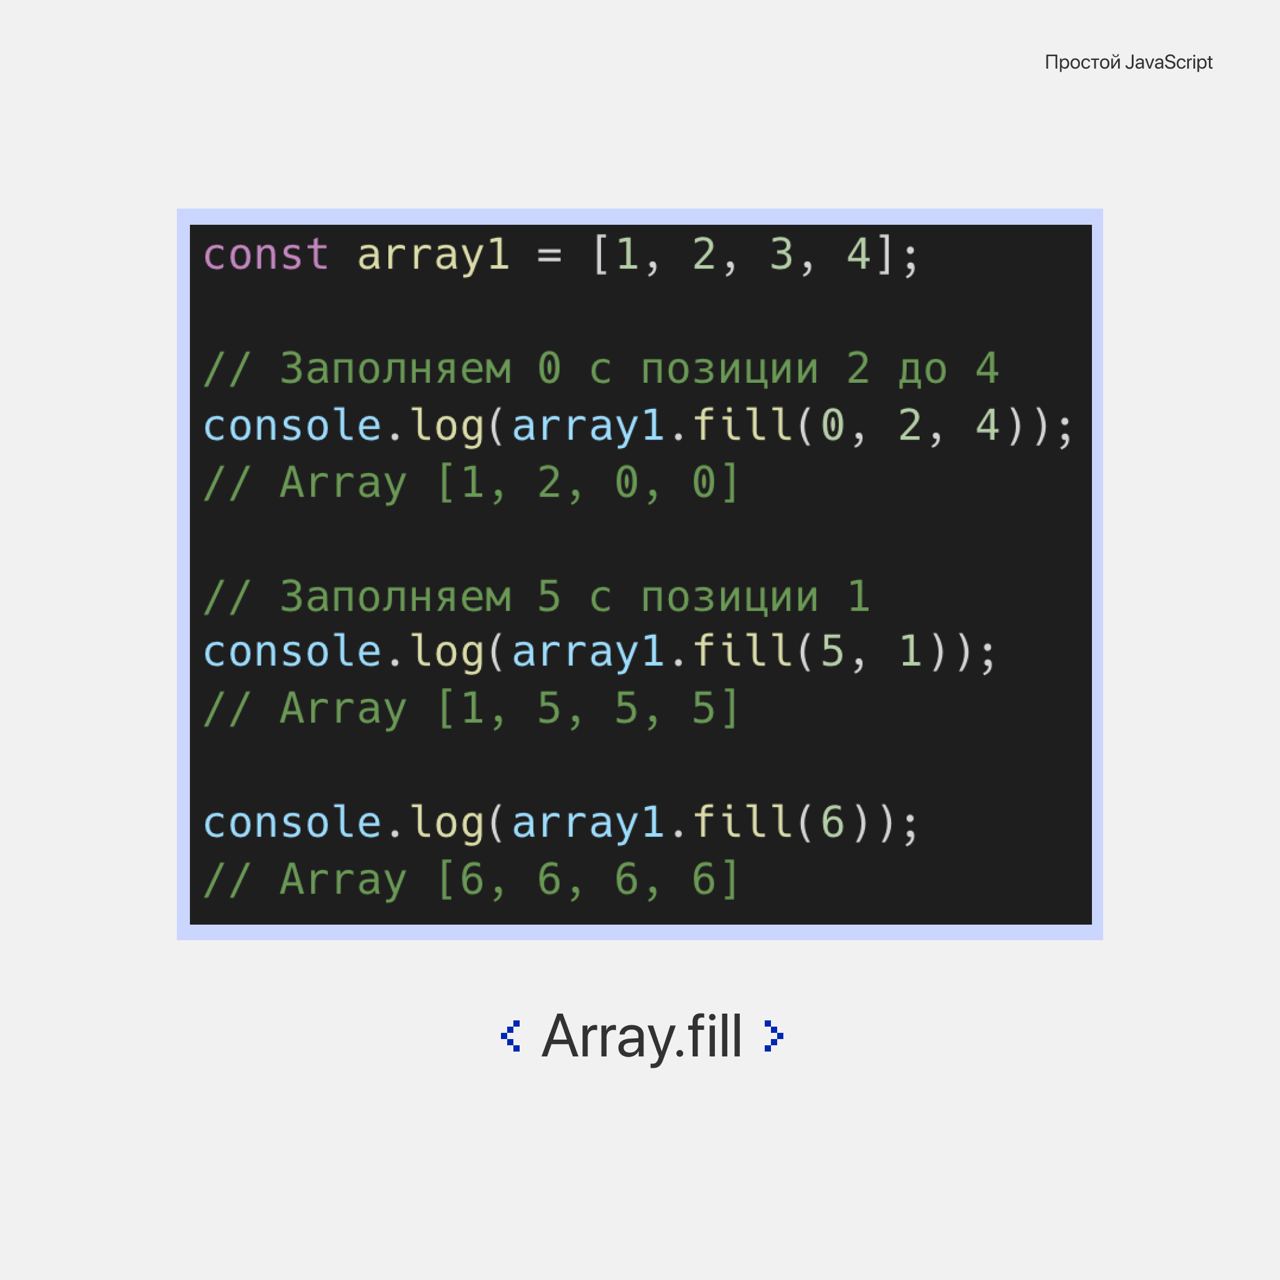 Простой JavaScript
const array1 = [1, 2, 3, 4];
// Заполняем 0 с позиции 2 до 4
console.log(array1.fill(0, 2, 4));
// Array [1, 2, 0, 0]
// Заполняем 5 с позиции 1
console.log(array1.fill(5, 1));
// Array [1, 5, 5, 5]
console.log(array1.fill(6));
// Array [6, 6, 6, 6]
< Array.fill >